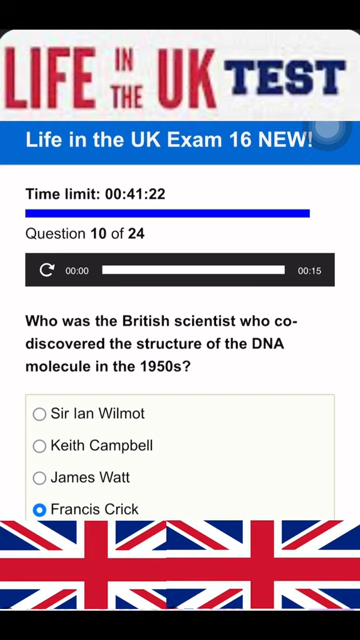 LIFE IN THE UK TEST
Life in the UK Exam 16 NEW!
Time limit: 00:41:22
Question 10 of 24
00:00 00:15
Who was the British scientist who co-
discovered the structure of the DNA
molecule in the 1950s?
Sir Ian Wilmot
Keith Campbell
James Watt
Francis Crick